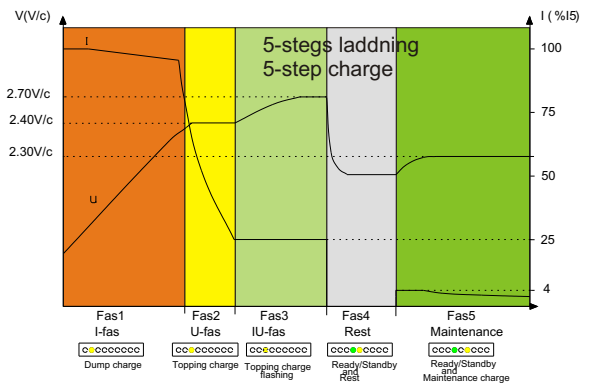 V(V/c)
I ( %I5)
5-stegs laddning
5-step charge
I
100
2.70V/c
75
2.40V/c
2.30V/c
50
u
25
4
Fas1 Fas2 Fas3 Fas4 Fas5
I-fas U-fas IU-fas Rest Maintenance
Dump charge
Topping charge
Topping charge
flashing
Ready/Standby
and
Rest
Ready/Standby
and
Maintenance charge